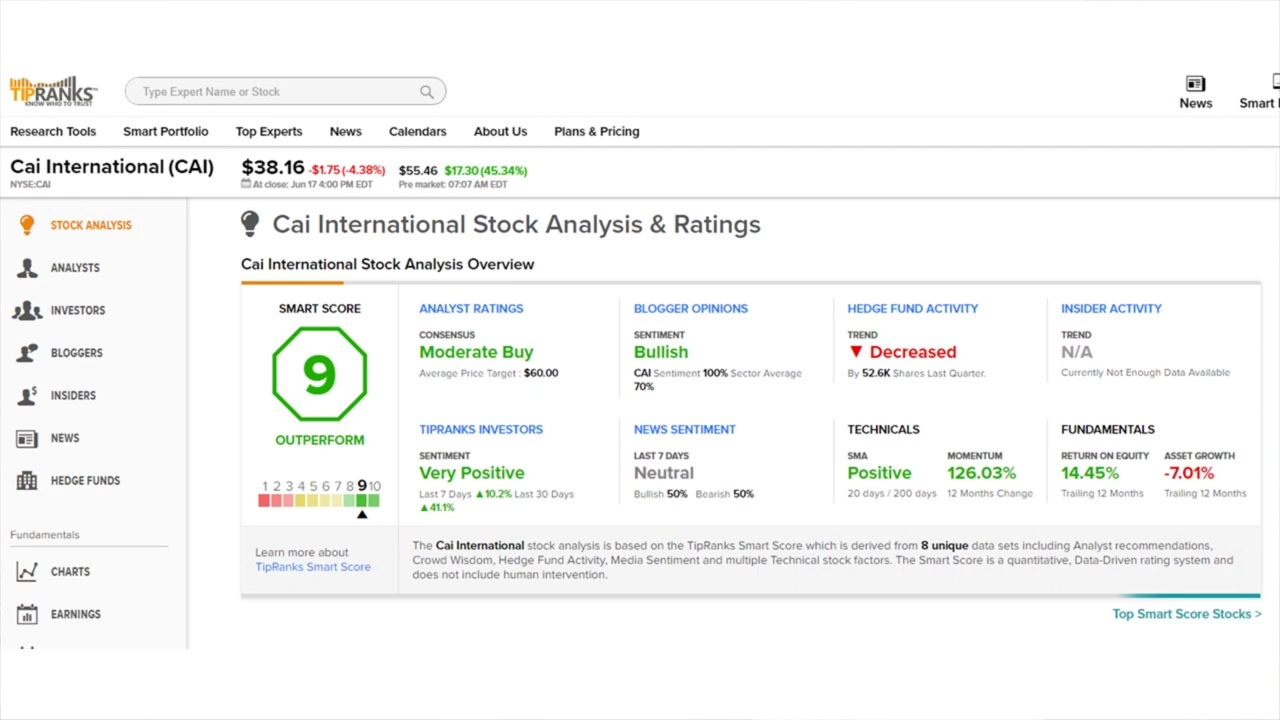 TIPRANKS
KNOW WHO TO TRUST
Type Expert Name or Stock
News
Smart
Research Tools Smart Portfolio Top Experts News Calendars About Us Plans & Pricing
Cai International (CAI)
NYSE:CAI
$38.16 -$1.75 (-4.38%)
At close: Jun 17 4:00 PM EDT
$55.46 $17.30 (45.34%)
Pre market: 07:07 AM EDT
STOCK ANALYSIS
ANALYSTS
INVESTORS
BLOGGERS
INSIDERS
NEWS
HEDGE FUNDS
Fundamentals
CHARTS
EARNINGS
Cai International Stock Analysis & Ratings
Cai International Stock Analysis Overview
SMART SCORE
9
OUTPERFORM
1 2 3 4 5 6 7 8 9 10
Learn more about
TipRanks Smart Score
ANALYST RATINGS
CONSENSUS
Moderate Buy
Average Price Target : $60.00
BLOGGER OPINIONS
SENTIMENT
Bullish
CAI Sentiment 100% Sector Average
70%
HEDGE FUND ACTIVITY
TREND
▼ Decreased
By 52.6K Shares Last Quarter.
INSIDER ACTIVITY
TREND
N/A
Currently Not Enough Data Available
TIPRANKS INVESTORS
SENTIMENT
Very Positive
Last 7 Days ▲10.2% Last 30 Days
▲41.1%
NEWS SENTIMENT
LAST 7 DAYS
Neutral
Bullish 50% Bearish 50%
TECHNICALS
SMA MOMENTUM
Positive 126.03%
20 days / 200 days 12 Months Change
FUNDAMENTALS
RETURN ON EQUITY ASSET GROWTH
14.45% -7.01%
Trailing 12 Months Trailing 12 Months
The Cai International stock analysis is based on the TipRanks Smart Score which is derived from 8 unique data sets including Analyst recommendations,
Crowd Wisdom, Hedge Fund Activity, Media Sentiment and multiple Technical stock factors. The Smart Score is a quantitative, Data-Driven rating system and
does not include human intervention.
Top Smart Score Stocks >